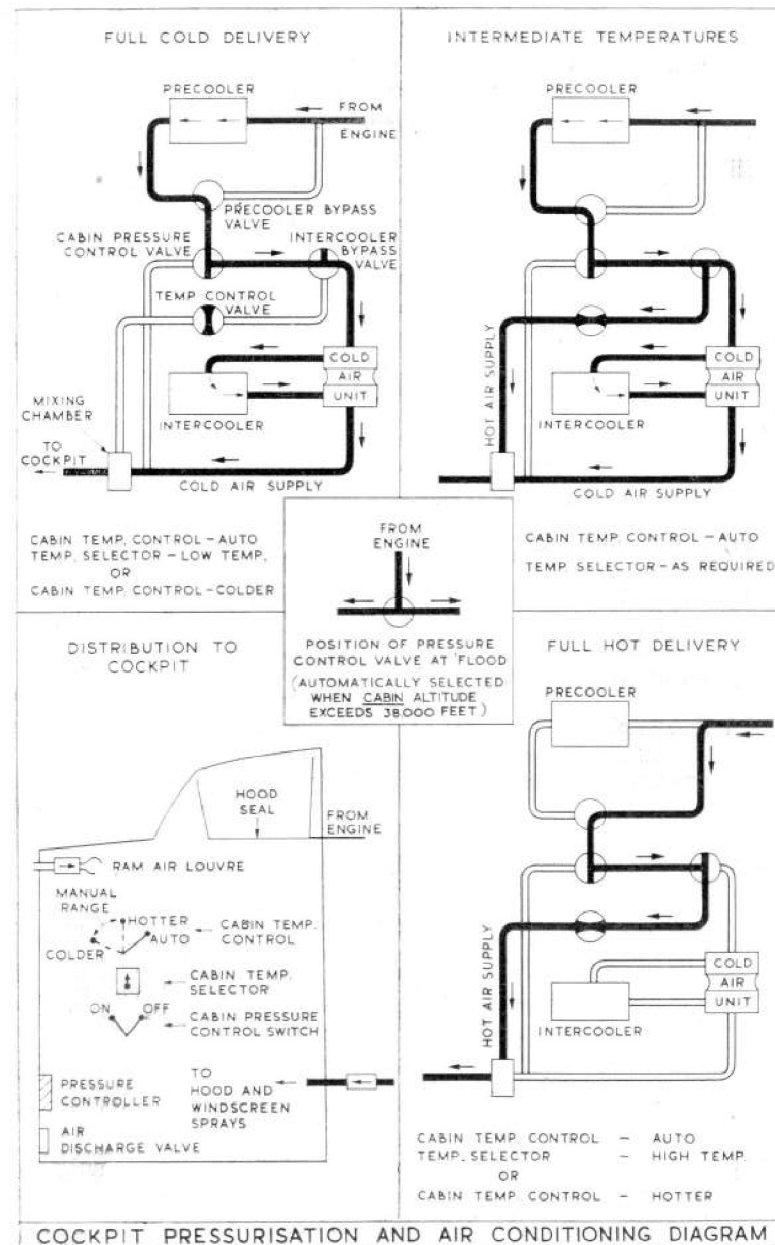 FULL COLD DELIVERY
PRECOOLER
FROM
ENGINE
PRECOOLER BYPASS
VALVE
CABIN PRESSURE
CONTROL VALVE
INTERCOOLER
BYPASS
VALVE
TEMP CONTROL
VALVE
COLD
AIR
UNIT
INTERCOOLER
MIXING
CHAMBER
TO
COCKPIT
COLD AIR SUPPLY
CABIN TEMP. CONTROL - AUTO
TEMP. SELECTOR - LOW TEMP.
OR
CABIN TEMP. CONTROL - COLDER
INTERMEDIATE TEMPERATURES
PRECOOLER
HOT AIR SUPPLY
COLD
AIR
UNIT
INTERCOOLER
COLD AIR SUPPLY
CABIN TEMP. CONTROL - AUTO
TEMP. SELECTOR - AS REQUIRED
FROM
ENGINE
POSITION OF PRESSURE
CONTROL VALVE AT 'FLOOD
(AUTOMATICALLY SELECTED
WHEN CABIN ALTITUDE
EXCEEDS 38,000 FEET)
DISTRIBUTION TO
COCKPIT
HOOD
SEAL
FROM
ENGINE
RAM AIR LOUVRE
MANUAL
RANGE
HOTTER
AUTO
COLDER
CABIN TEMP.
CONTROL
CABIN TEMP.
SELECTOR
ON OFF
CABIN PRESSURE
CONTROL SWITCH
PRESSURE
CONTROLLER
TO
HOOD AND
WINDSCREEN
SPRAYS
AIR
DISCHARGE VALVE
FULL HOT DELIVERY
PRECOOLER
HOT AIR SUPPLY
COLD
AIR
UNIT
INTERCOOLER
CABIN TEMP CONTROL - AUTO
TEMP. SELECTOR - HIGH TEMP.
OR
CABIN TEMP. CONTROL - HOTTER
COCKPIT PRESSURISATION AND AIR CONDITIONING DIAGRAM